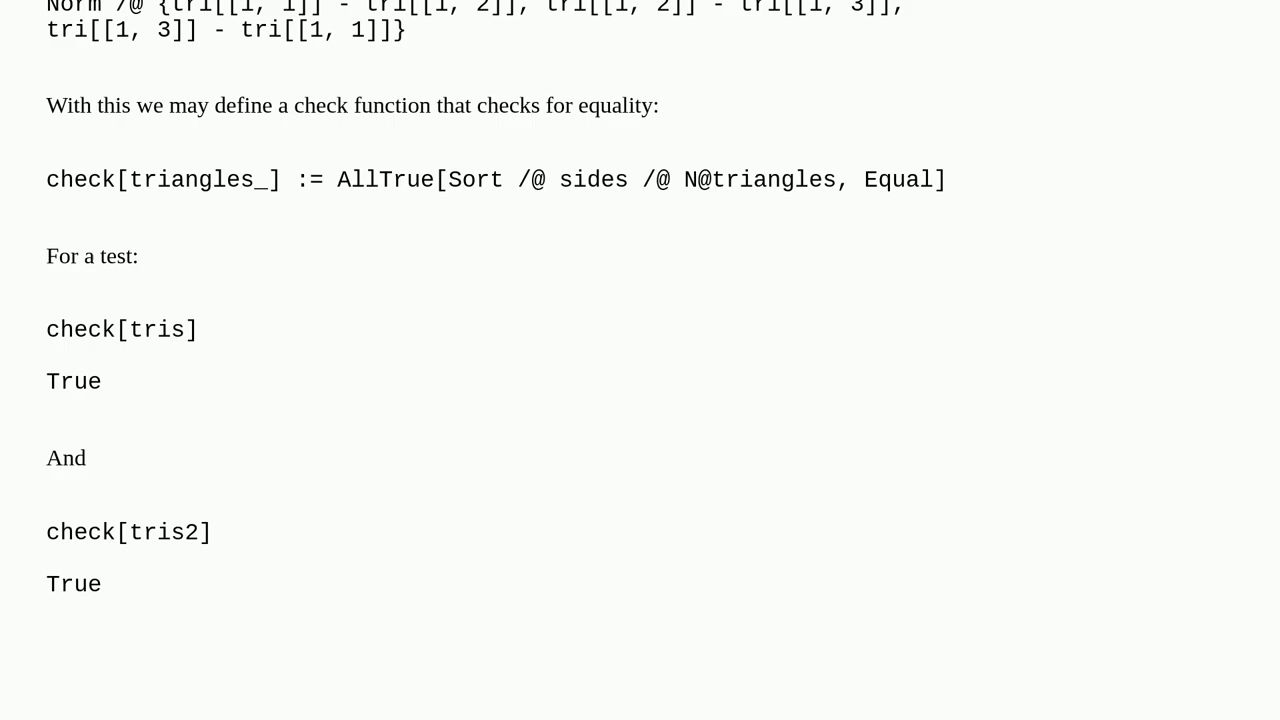 Norm /@ {tri[[1, 1]] - tri[[1, 2]], tri[[1, 2]] - tri[[1, 3]],
tri[[1, 3]] - tri[[1, 1]]}
With this we may define a check function that checks for equality:
check[triangles_] := AllTrue[Sort /@ sides /@ N@triangles, Equal]
For a test:
check[tris]
True
And
check[tris2]
True